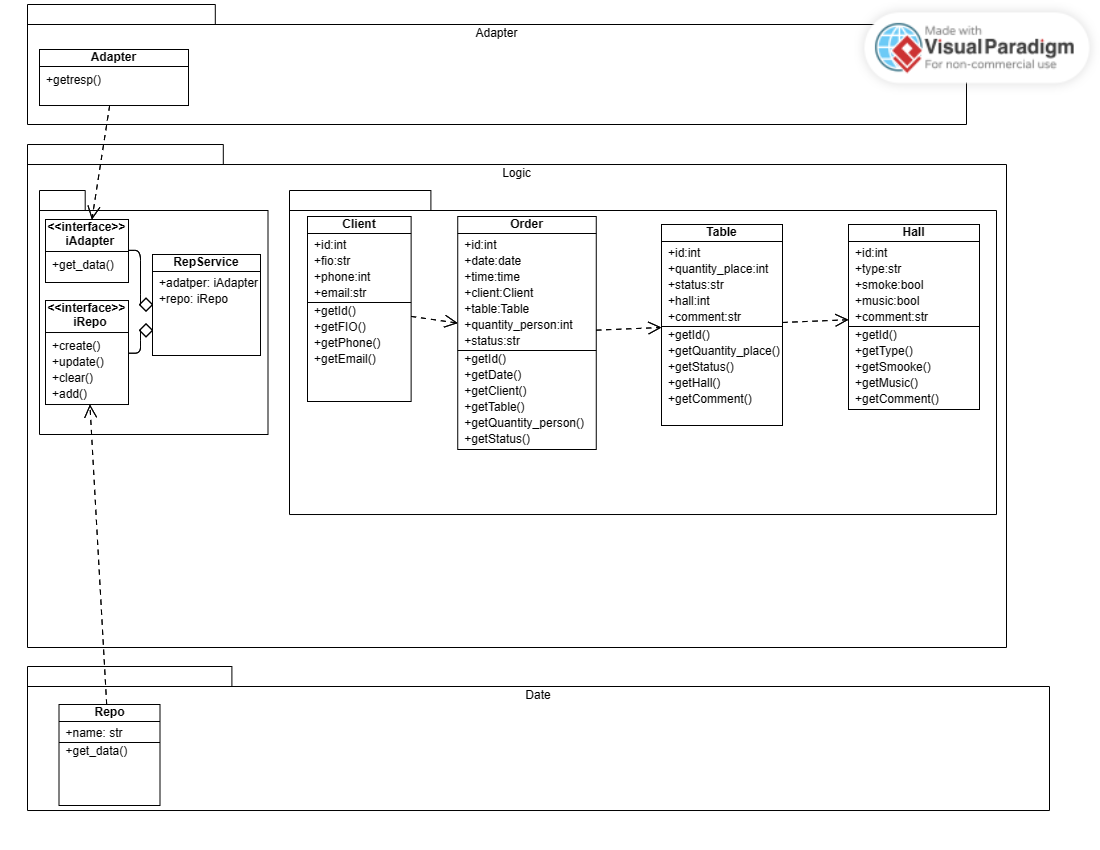 Adapter
Made with
Visual Paradigm
For non-commercial use
Adapter
+getresp()
Logic
<<interface>>
iAdapter
+get_data()
RepService
+adatper: iAdapter
+repo: iRepo
<<interface>>
iRepo
+create()
+update()
+clear()
+add()
Client
+id:int
+fio:str
+phone:int
+email:str
+getId()
+getFIO()
+getPhone()
+getEmail()
Order
+id:int
+date:date
+time:time
+client:Client
+table:Table
+quantity_person:int
+status:str
+getId()
+getDate()
+getClient()
+getTable()
+getQuantity_person()
+getStatus()
Table
+id:int
+quantity_place:int
+status:str
+hall:int
+comment:str
+getId()
+getQuantity_place()
+getStatus()
+getHall()
+getComment()
Hall
+id:int
+type:str
+smoke:bool
+music:bool
+comment:str
+getId()
+getType()
+getSmooke()
+getMusic()
+getComment()
Date
Repo
+name: str
+get_data()